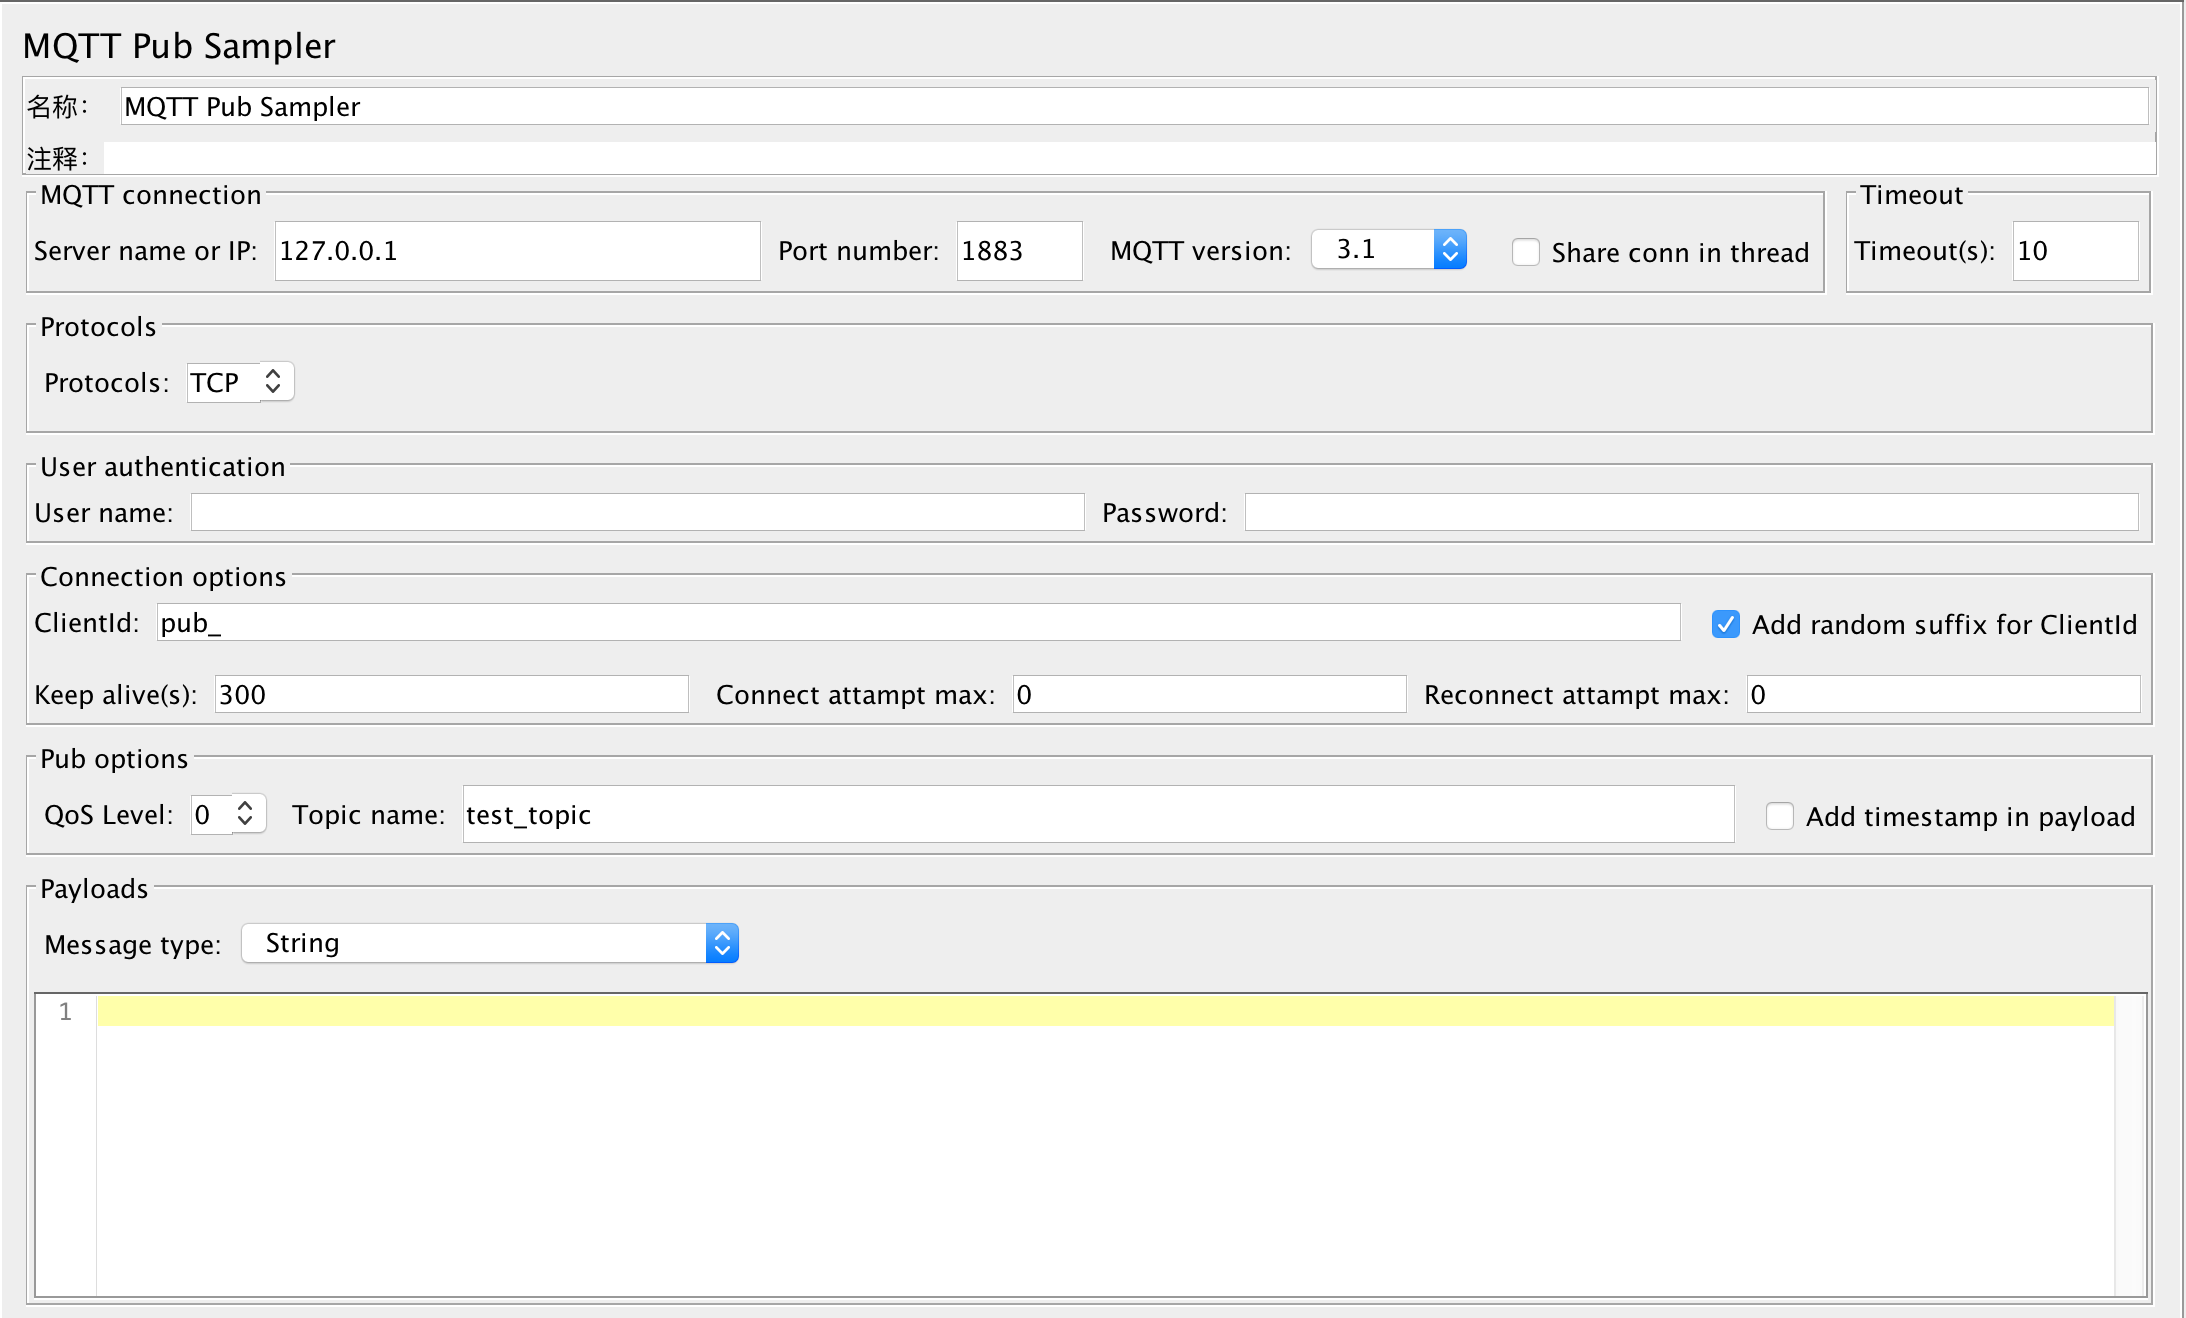 MQTT Pub Sampler
名称： MQTT Pub Sampler
注释：
MQTT connection Timeout
Server name or IP: 127.0.0.1 Port number: 1883 MQTT version: 3.1 Share conn in thread Timeout(s): 10
Protocols
Protocols: TCP
User authentication
User name: Password:
Connection options
ClientId: pub_ Add random suffix for ClientId
Keep alive(s): 300 Connect attampt max: 0 Reconnect attampt max: 0
Pub options
QoS Level: 0 Topic name: test_topic Add timestamp in payload
Payloads
Message type: String
1